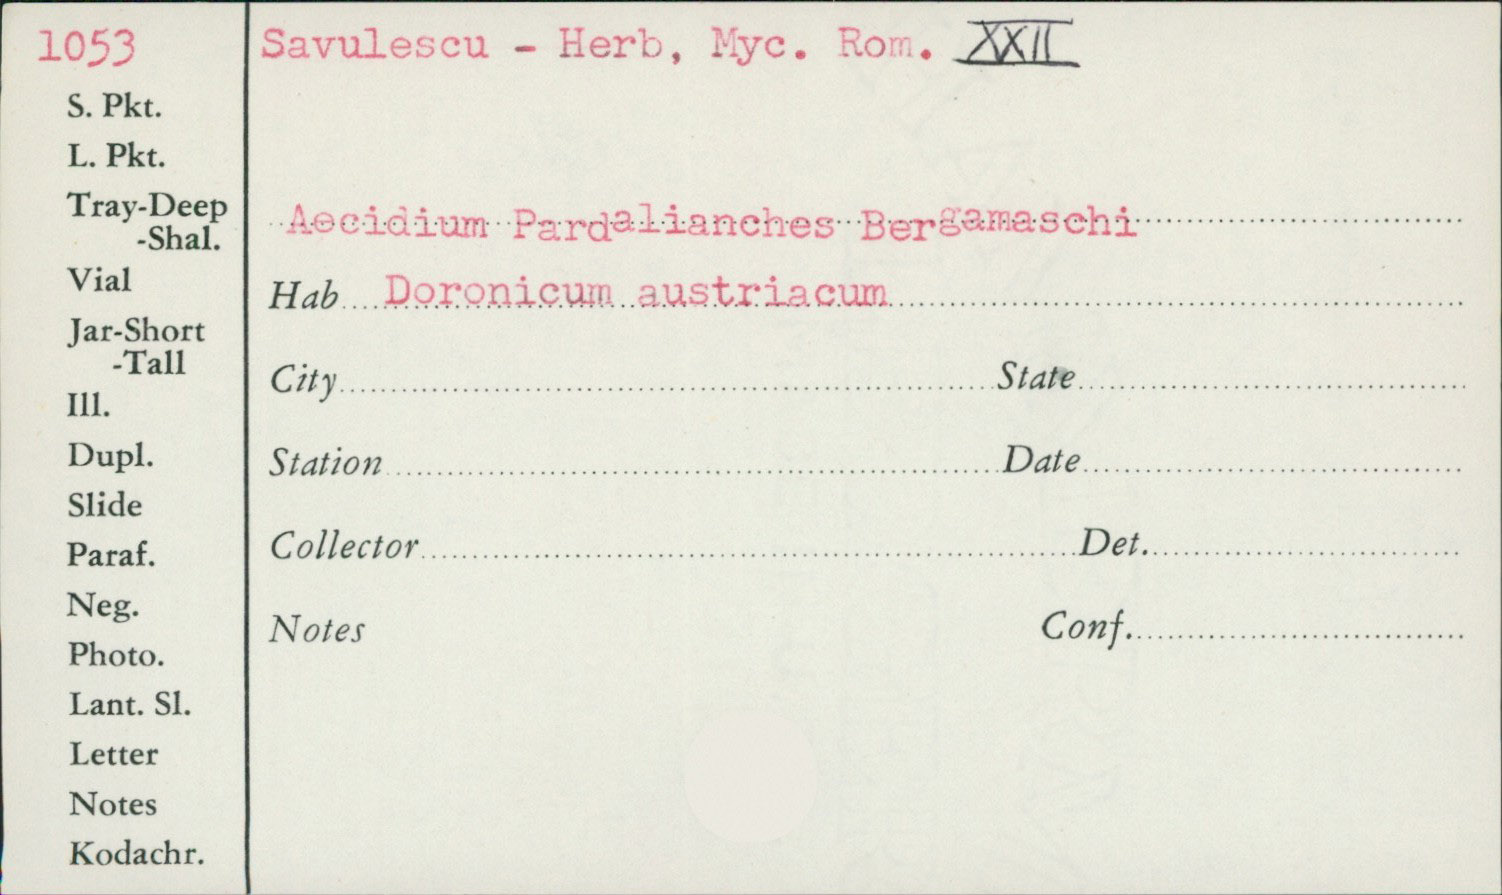 1053
Savulescu - Herb, Myc. Rom. XXII
S. Pkt.
L. Pkt.
Tray-Deep
-Shal.
Vial
Jar-Short
-Tall
Ill.
Dupl.
Slide
Paraf.
Neg.
Photo.
Lant. Sl.
Letter
Notes
Kodachr.
Aecidium Pardalianches Bergamaschi
Hab Doronicum austriacum
City State
Station Date
Collector Det.
Notes Conf.